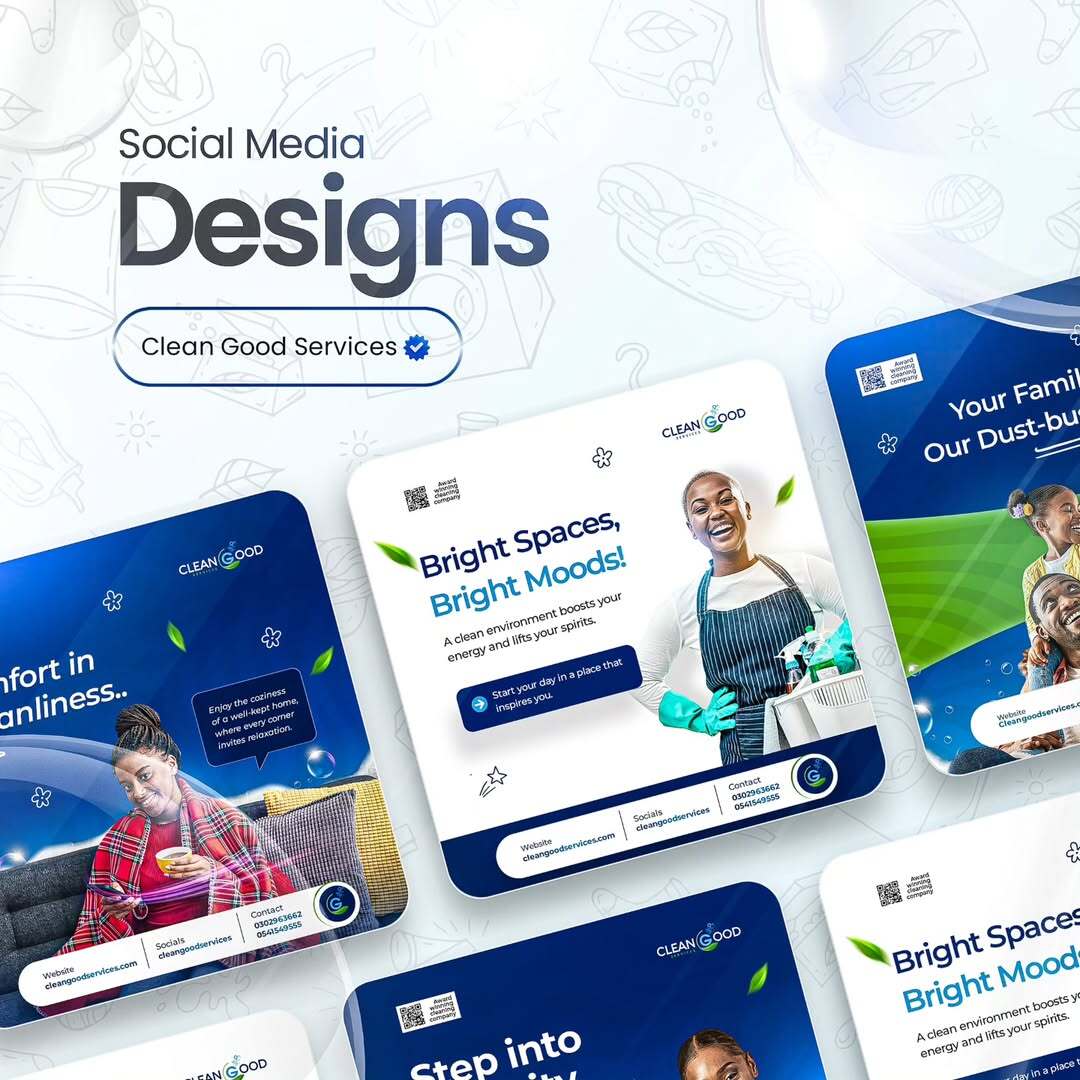 Social Media
Designs
Clean Good Services
CLEAN GOOD
SERVICES
nfort in
anliness..
Enjoy the coziness
of a well-kept home,
where every corner
invites relaxation.
Website
cleangoodservices.com
Socials
cleangoodservices
Contact
0302963662
0541549555
Award
winning
cleaning
company
CLEAN GOOD
SERVICES
Bright Spaces,
Bright Moods!
A clean environment boosts your
energy and lifts your spirits.
Start your day in a place that
inspires you.
Website
cleangoodservices.com
Socials
cleangoodservices
Contact
0302963662
0541549555
Award
winning
cleaning
company
Your Famil
Our Dust-bu
Website
Cleangoodservices.c
CLEAN GOOD
Award
winning
cleaning
company
CLEAN GOOD
SERVICES
Step into
Award
winning
cleaning
company
Bright Spaces
Bright Mood
A clean environment boosts yo
energy and lifts your spirits.
day in a place t